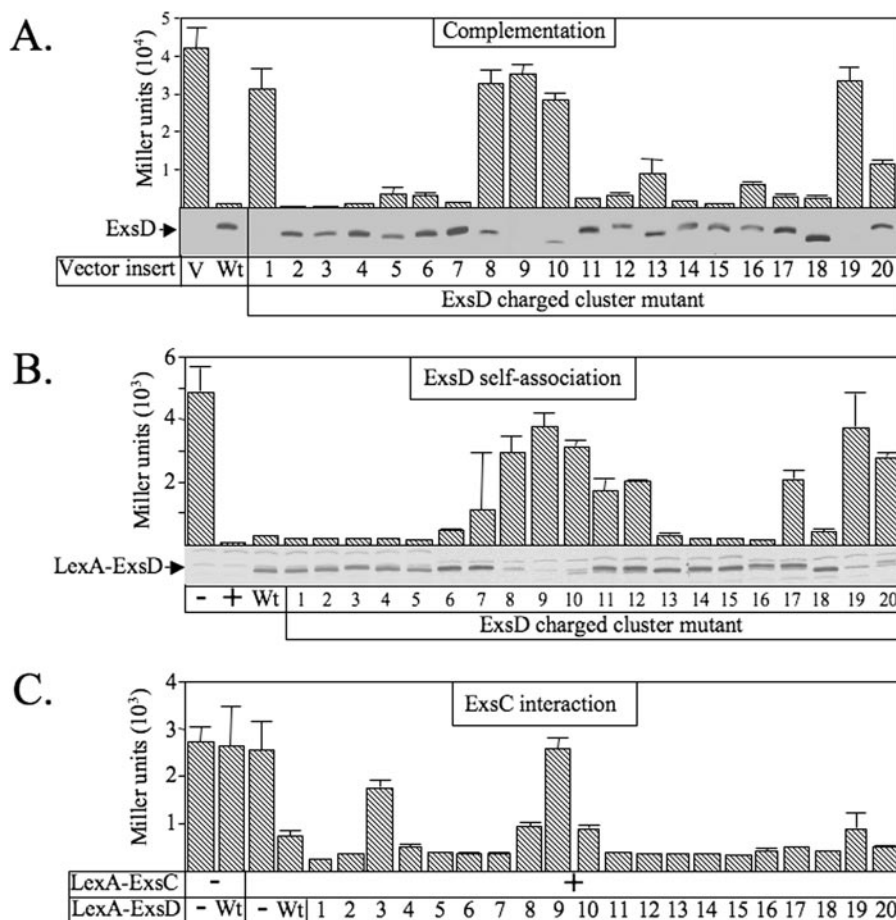 A.
Complementation
Miller units (10⁴)
5
4
3
2
1
ExsD
Vector insert V Wt 1 2 3 4 5 6 7 8 9 10 11 12 13 14 15 16 17 18 19 20
ExsD charged cluster mutant
B.
ExsD self-association
Miller units (10³)
6
4
2
LexA-ExsD
- + Wt 1 2 3 4 5 6 7 8 9 10 11 12 13 14 15 16 17 18 19 20
ExsD charged cluster mutant
C.
ExsC interaction
Miller units (10³)
4
3
2
1
LexA-ExsC - +
LexA-ExsD - Wt - Wt 1 2 3 4 5 6 7 8 9 10 11 12 13 14 15 16 17 18 19 20